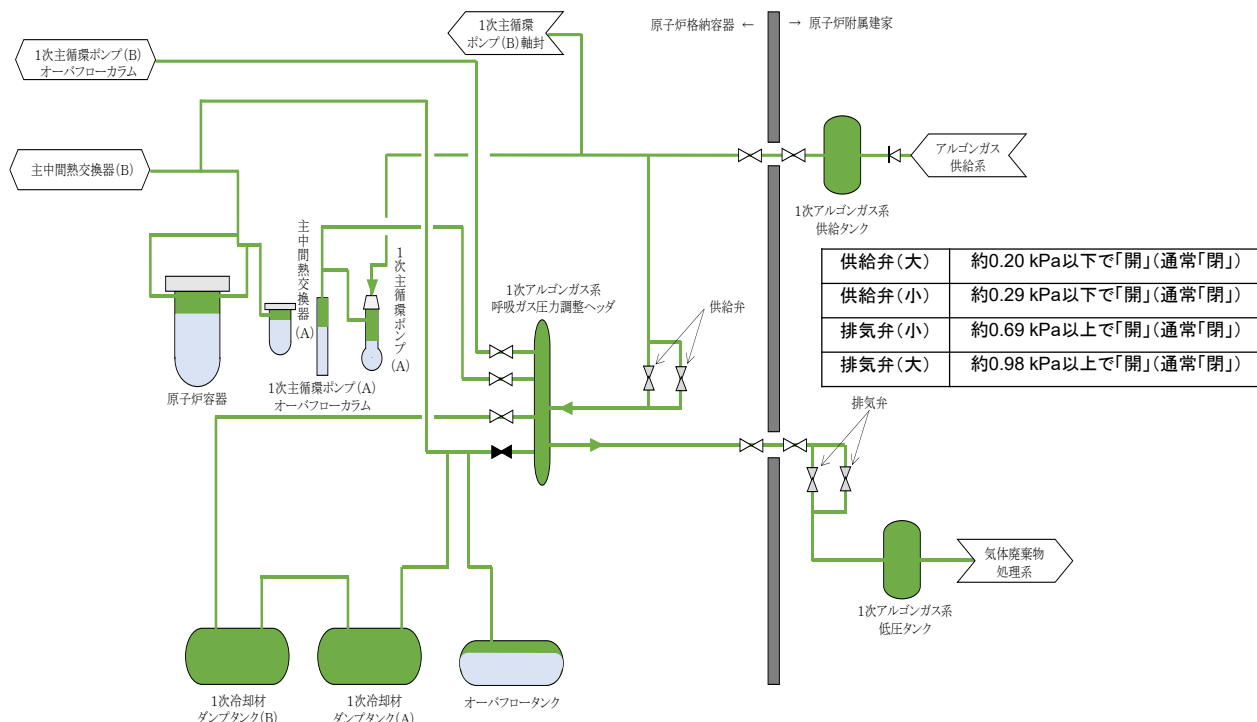 1次主循環
ポンプ(B)軸封
原子炉格納容器 ←
→ 原子炉附属建家
1次主循環ポンプ(B)
オーバフローカラム
主中間熱交換器(B)
アルゴンガス
供給系
1次アルゴンガス系
供給タンク
主中間熱交換器(A)
1次主循環ポンプ(A)
1次アルゴンガス系
呼吸ガス圧力調整ヘッダ
供給弁
供給弁(大) 約0.20 kPa以下で「開」(通常「閉」)
供給弁(小) 約0.29 kPa以下で「開」(通常「閉」)
排気弁(小) 約0.69 kPa以上で「開」(通常「閉」)
排気弁(大) 約0.98 kPa以上で「開」(通常「閉」)
原子炉容器
1次主循環ポンプ(A)
オーバフローカラム
排気弁
気体廃棄物
処理系
1次アルゴンガス系
低圧タンク
1次冷却材
ダンプタンク(B)
1次冷却材
ダンプタンク(A)
オーバフロータンク